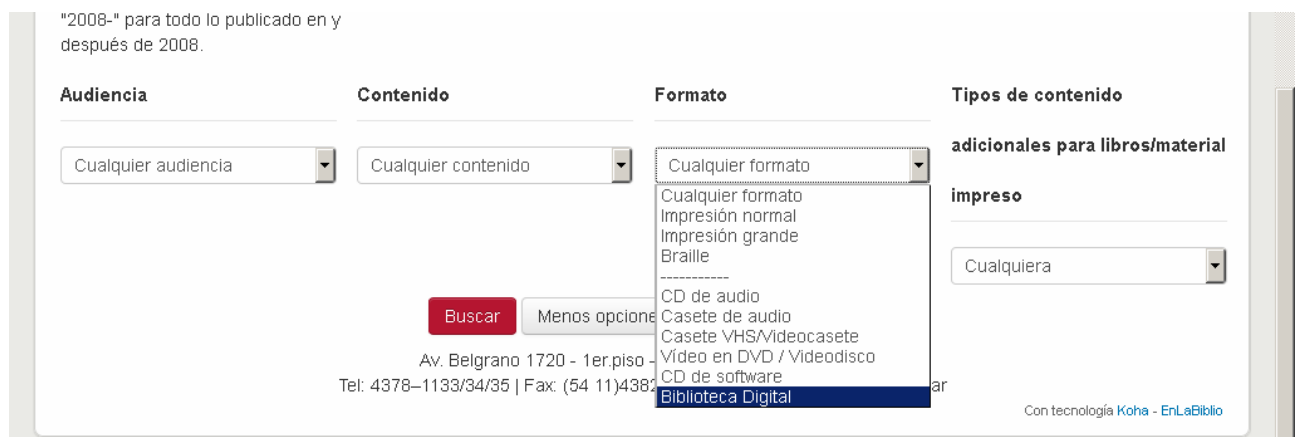 "2008-" para todo lo publicado en y
después de 2008.
Audiencia
Cualquier audiencia
Contenido
Cualquier contenido
Formato
Cualquier formato
Cualquier formato
Impresión normal
Impresión grande
Braille
-----------
CD de audio
Casete de audio
Casete VHS/Videocasete
Vídeo en DVD / Videodisco
CD de software
Biblioteca Digital
Tipos de contenido
adicionales para libros/material
impreso
Cualquiera
Buscar
Menos opcione
Av. Belgrano 1720 - 1er.piso -
Tel: 4378–1133/34/35 | Fax: (54 11)438
ar
Con tecnología Koha - EnLaBiblio